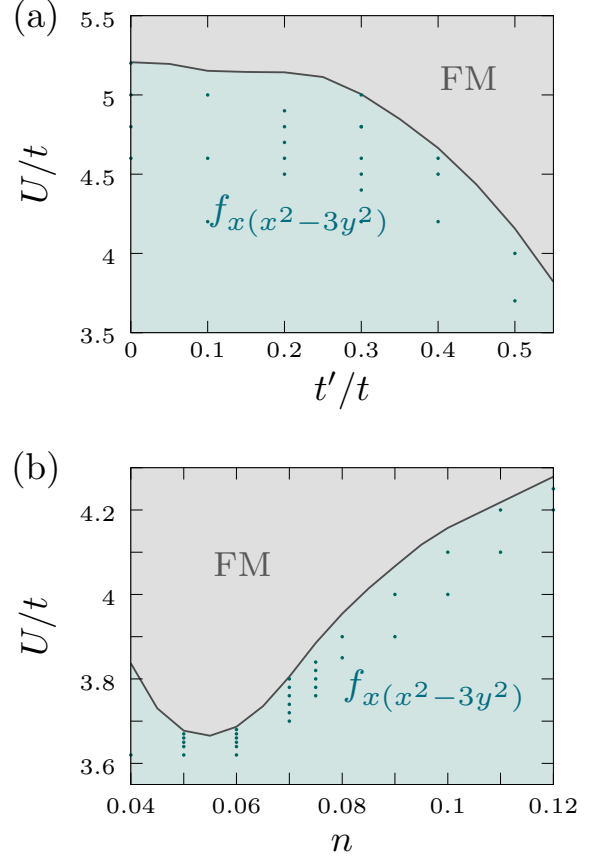 (a)
5.5
5
4.5
4
3.5
U/t
FM
f_{x(x^2−3y^2)}
0 0.1 0.2 0.3 0.4 0.5
t′/t
(b)
4.2
4
3.8
3.6
U/t
FM
f_{x(x^2−3y^2)}
0.04 0.06 0.08 0.1 0.12
n